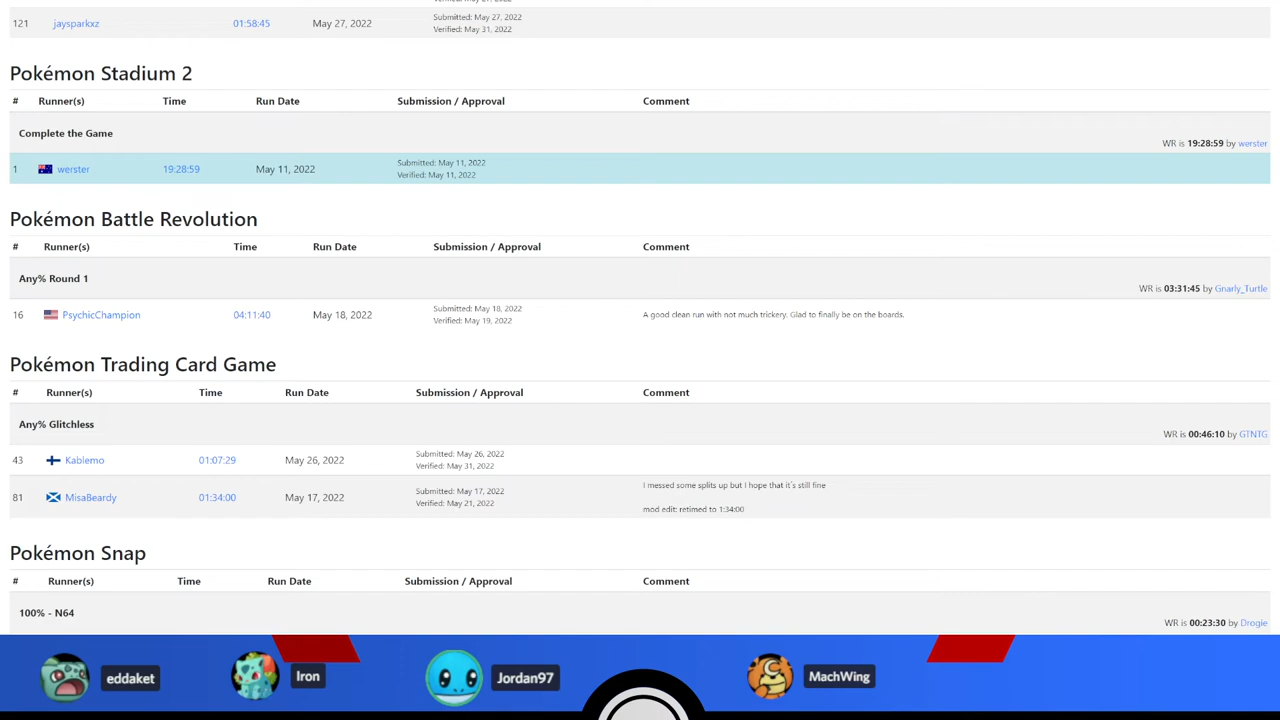 121 jaysparkxz 01:58:45 May 27, 2022 Submitted: May 27, 2022
Verified: May 31, 2022
Pokémon Stadium 2
# Runner(s) Time Run Date Submission / Approval Comment
Complete the Game
WR is 19:28:59 by werster
1 werster 19:28:59 May 11, 2022 Submitted: May 11, 2022
Verified: May 11, 2022
Pokémon Battle Revolution
# Runner(s) Time Run Date Submission / Approval Comment
Any% Round 1
WR is 03:31:45 by Gnarly_Turtle
16 PsychicChampion 04:11:40 May 18, 2022 Submitted: May 18, 2022 A good clean run with not much trickery. Glad to finally be on the boards.
Verified: May 19, 2022
Pokémon Trading Card Game
# Runner(s) Time Run Date Submission / Approval Comment
Any% Glitchless
WR is 00:46:10 by GTNTG
43 Kablemo 01:07:29 May 26, 2022 Submitted: May 26, 2022
Verified: May 31, 2022
81 MisaBeardy 01:34:00 May 17, 2022 Submitted: May 17, 2022 I messed some splits up but I hope that it's still fine
Verified: May 21, 2022
mod edit: retimed to 1:34:00
Pokémon Snap
# Runner(s) Time Run Date Submission / Approval Comment
100% - N64
WR is 00:23:30 by Drogie
eddaket Iron Jordan97 MachWing